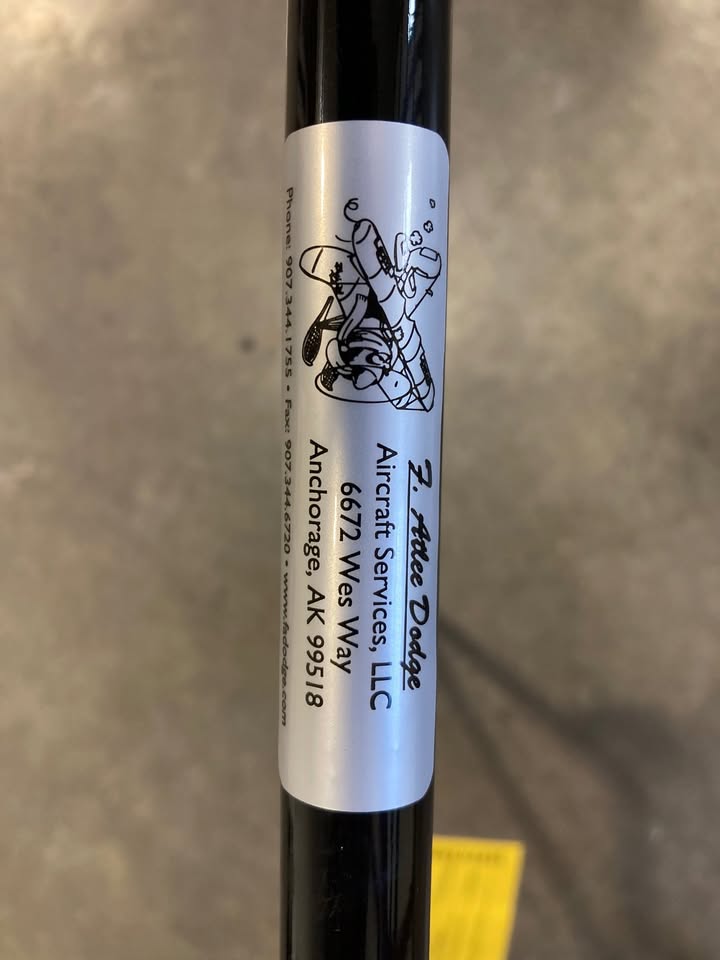 F. Atlee Dodge
Aircraft Services, LLC
6672 Wes Way
Anchorage, AK 99518
Phone: 907.344.1755 • Fax: 907.344.6720 • www.fadodge.com